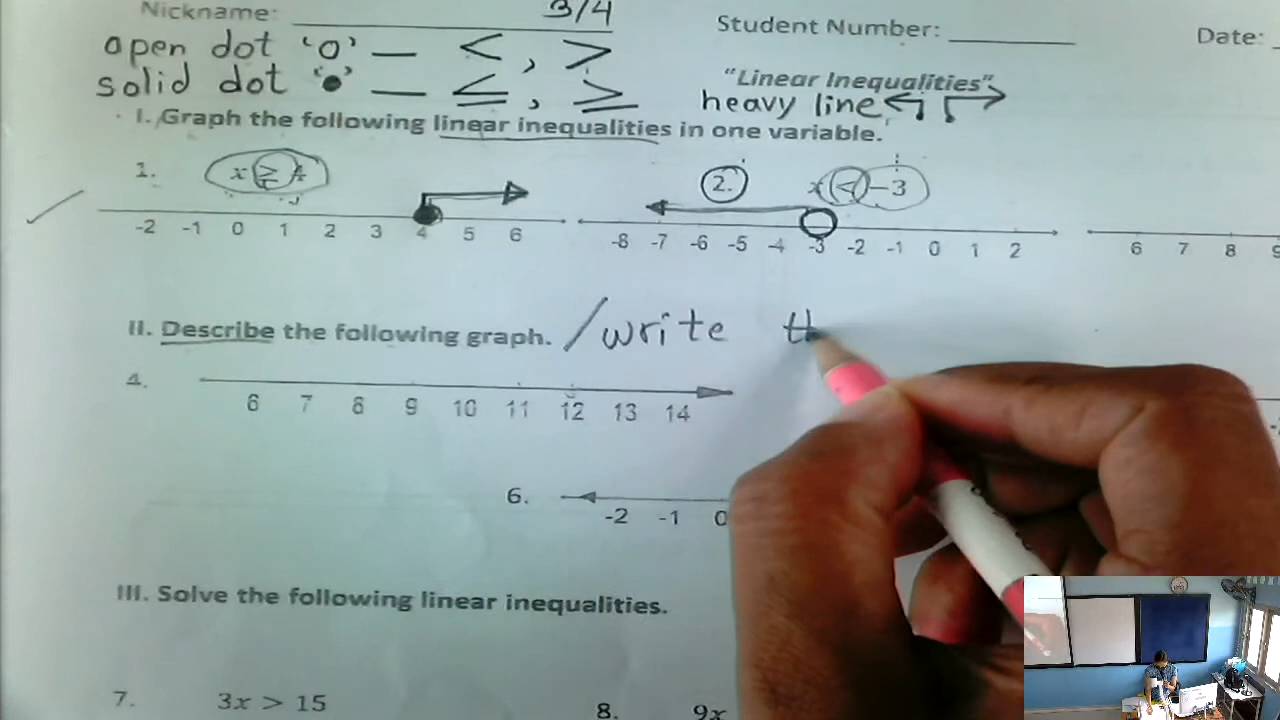 Nickname: 3/4 Student Number: Date:
open dot 'o' — <, >
solid dot '•' — ≤, ≥
"Linear Inequalities"
heavy line
I. Graph the following linear inequalities in one variable.
1. x ≥ 4
-2 -1 0 1 2 3 4 5 6
2. x < -3
-8 -7 -6 -5 -4 -3 -2 -1 0 1 2
6 7 8 9
II. Describe the following graph. / write th
4.
6 7 8 9 10 11 12 13 14
6.
-2 -1 0
III. Solve the following linear inequalities.
7. 3x > 15
8. 9x